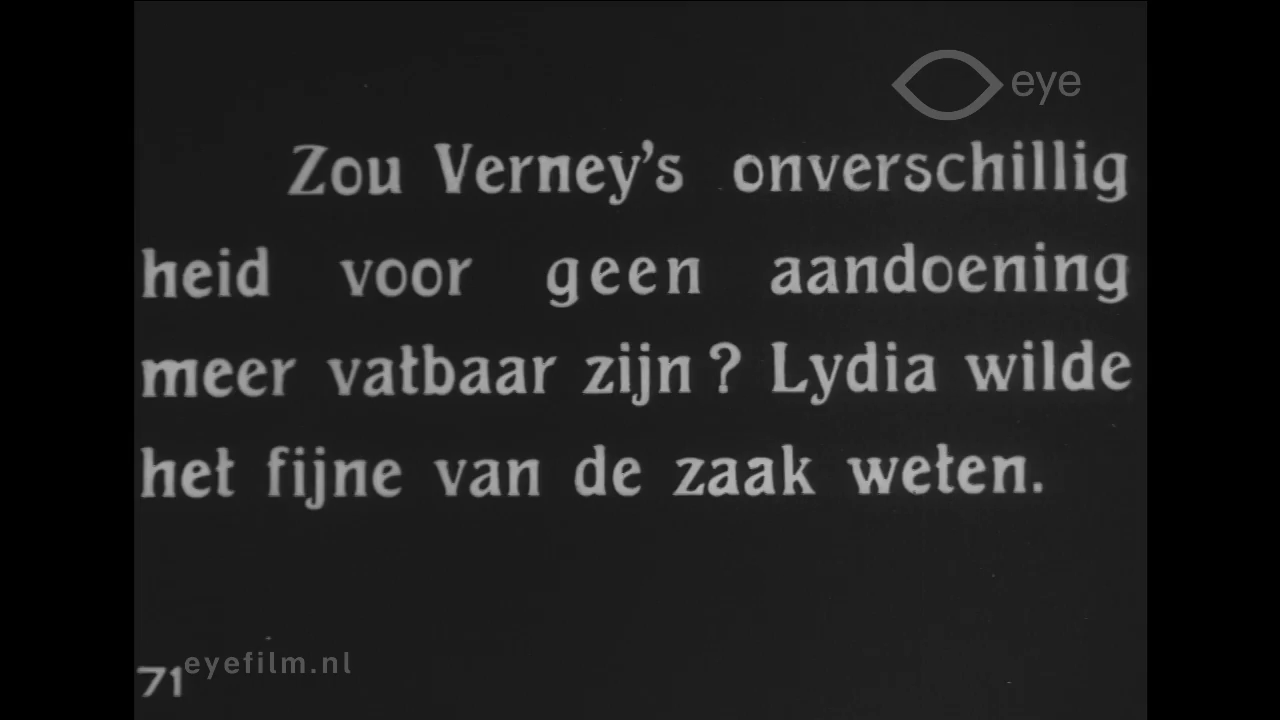 eye
Zou Verney's onverschillig
heid voor geen aandoening
meer vatbaar zijn? Lydia wilde
het fijne van de zaak weten.
eyefilm.nl
71